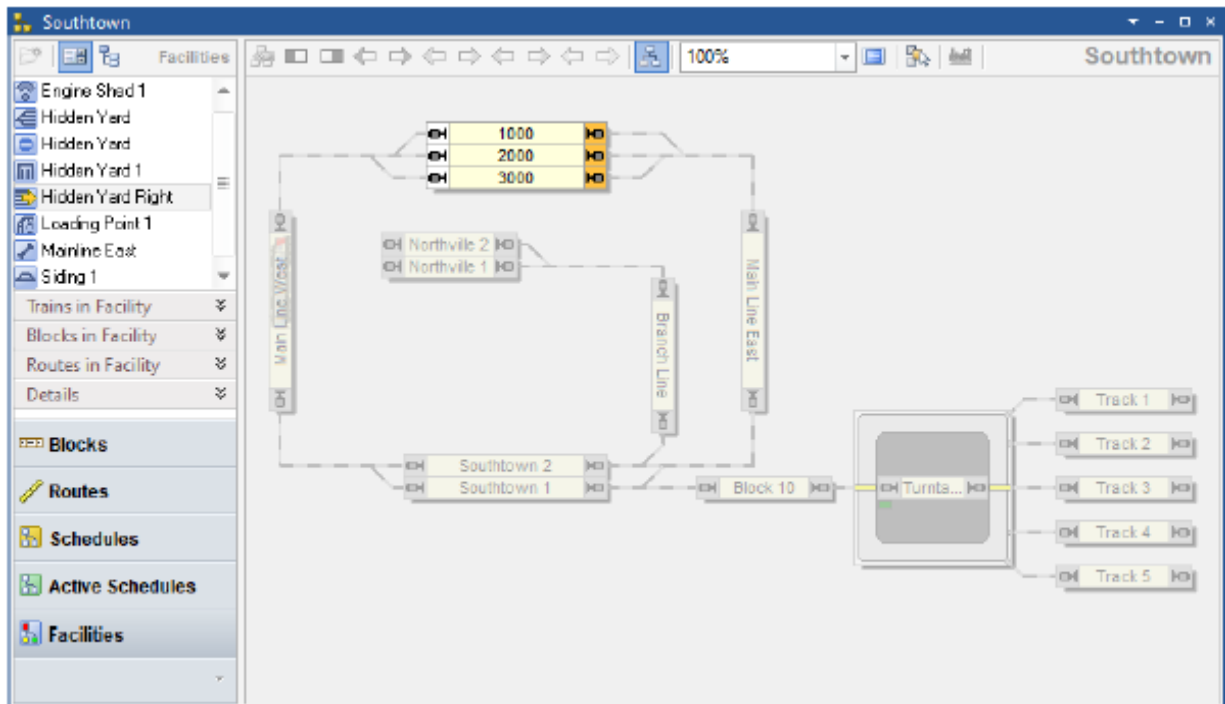 Southtown
Facilities
100%
Southtown
Engine Shed 1
Hidden Yard
Hidden Yard
Hidden Yard 1
Hidden Yard Right
Loading Point 1
Mainline East
Siding 1
Trains in Facility
Blocks in Facility
Routes in Facility
Details
Blocks
Routes
Schedules
Active Schedules
Facilities
1000
2000
3000
Northville 2
Northville 1
Main Line West
Branch Line
Main Line East
Southtown 2
Southtown 1
Block 10
Turnta...
Track 1
Track 2
Track 3
Track 4
Track 5